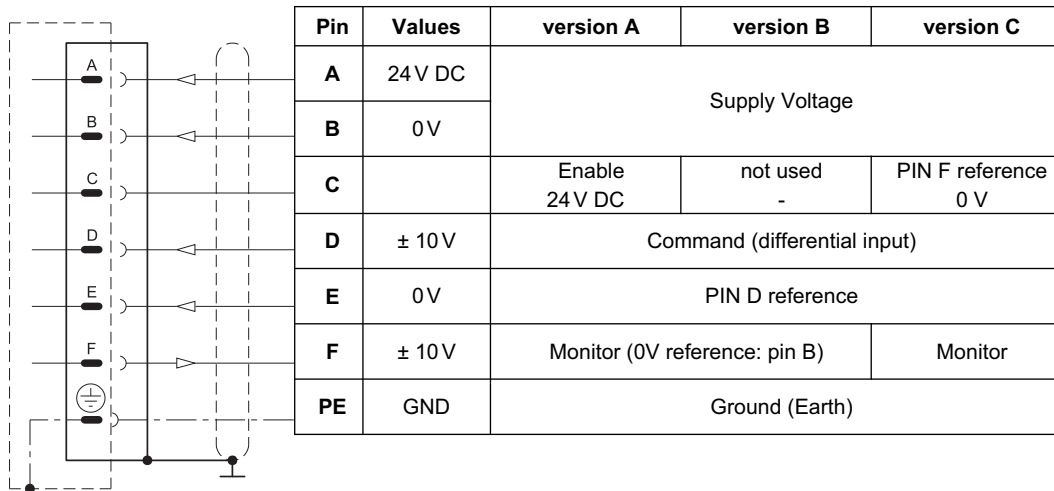 Pin Values version A version B version C
A 24 V DC Supply Voltage
B 0 V
C Enable 24 V DC not used - PIN F reference 0 V
D ± 10 V Command (differential input)
E 0 V PIN D reference
F ± 10 V Monitor (0V reference: pin B) Monitor
PE GND Ground (Earth)
A
B
C
D
E
F